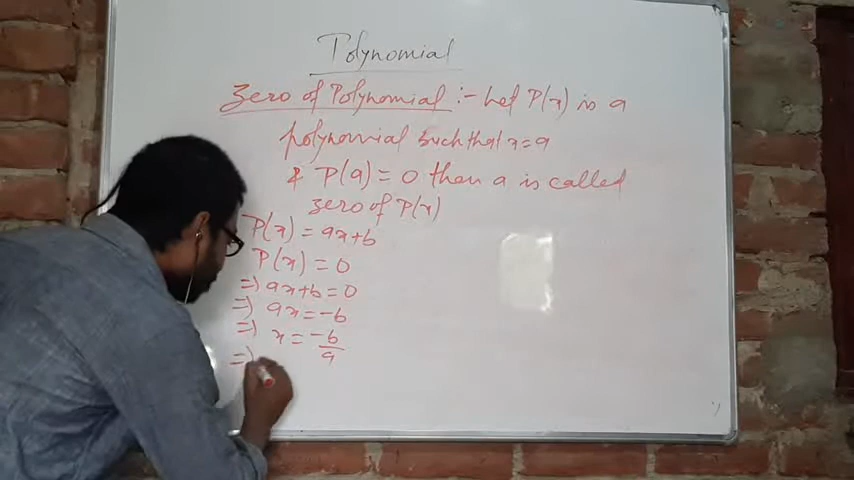 Polynomial
Zero of Polynomial :- Let P(x) is a
polynomial such that x=a
& P(a) = 0 then a is called
zero of P(x)
P(x) = ax+b
P(x) = 0
=) ax+b=0
=) ax=-b
=) x = -b/a
=)